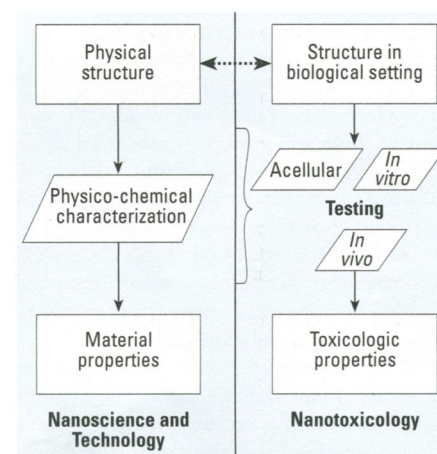 Physical
structure
Structure in
biological setting
Physico-chemical
characterization
Acellular
In
vitro
Testing
In
vivo
Material
properties
Toxicologic
properties
Nanoscience and
Technology
Nanotoxicology